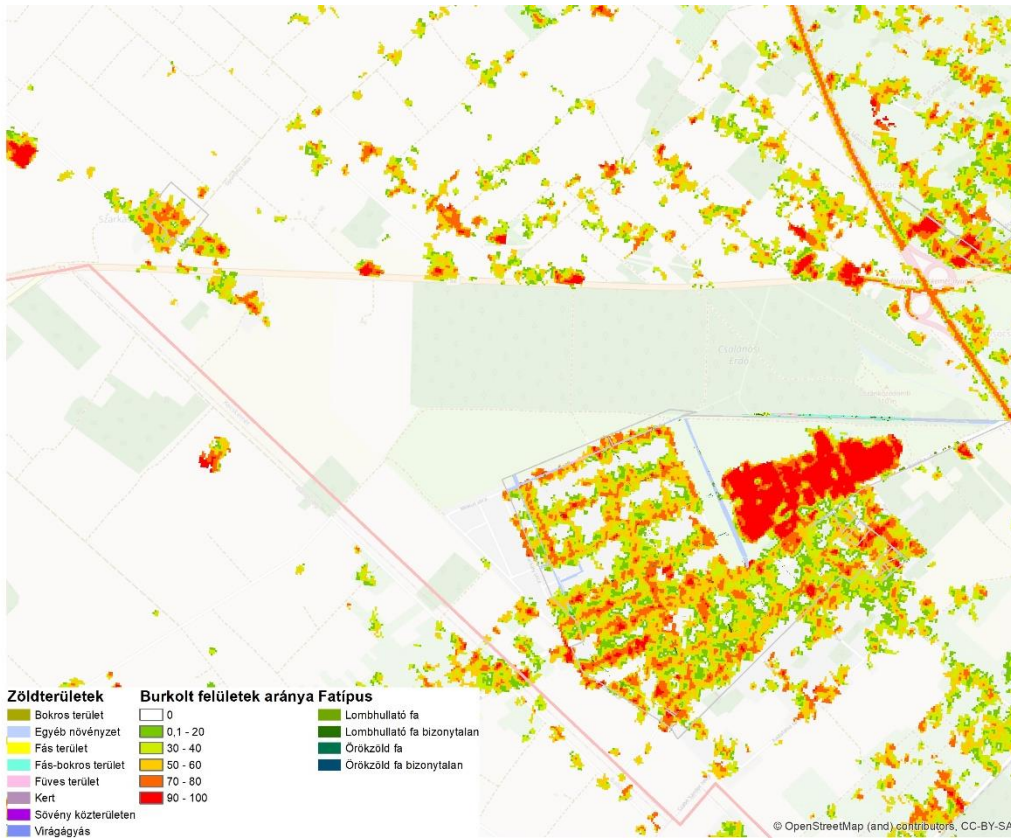 Csalánosi
Erdő
Zöldterületek
Bokros terület
Egyéb növényzet
Fás terület
Fás-bokros terület
Füves terület
Kert
Sövény közterületen
Virágágyás
Burkolt felületek aránya
0
0,1 - 20
30 - 40
50 - 60
70 - 80
90 - 100
Fatípus
Lombhullató fa
Lombhullató fa bizonytalan
Örökzöld fa
Örökzöld fa bizonytalan
© OpenStreetMap (and) contributors, CC-BY-SA